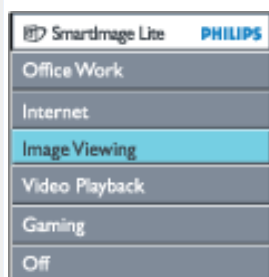 SmartImage Lite PHILIPS
Office Work
Internet
Image Viewing
Video Playback
Gaming
Off